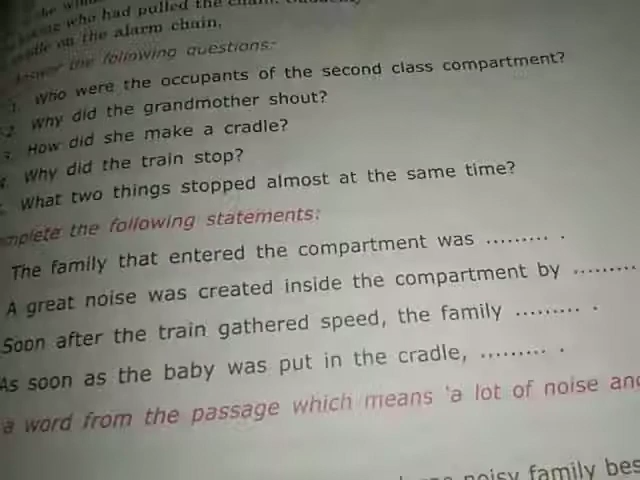 who had pulled the chain.
on the alarm chain,
the following questions:-
1. Who were the occupants of the second class compartment?
2. Why did the grandmother shout?
How did she make a cradle?
Why did the train stop?
What two things stopped almost at the same time?
mplete the following statements:
The family that entered the compartment was ......... .
A great noise was created inside the compartment by .........
Soon after the train gathered speed, the family ......... .
As soon as the baby was put in the cradle, ......... .
a word from the passage which means 'a lot of noise and
noisy family bes